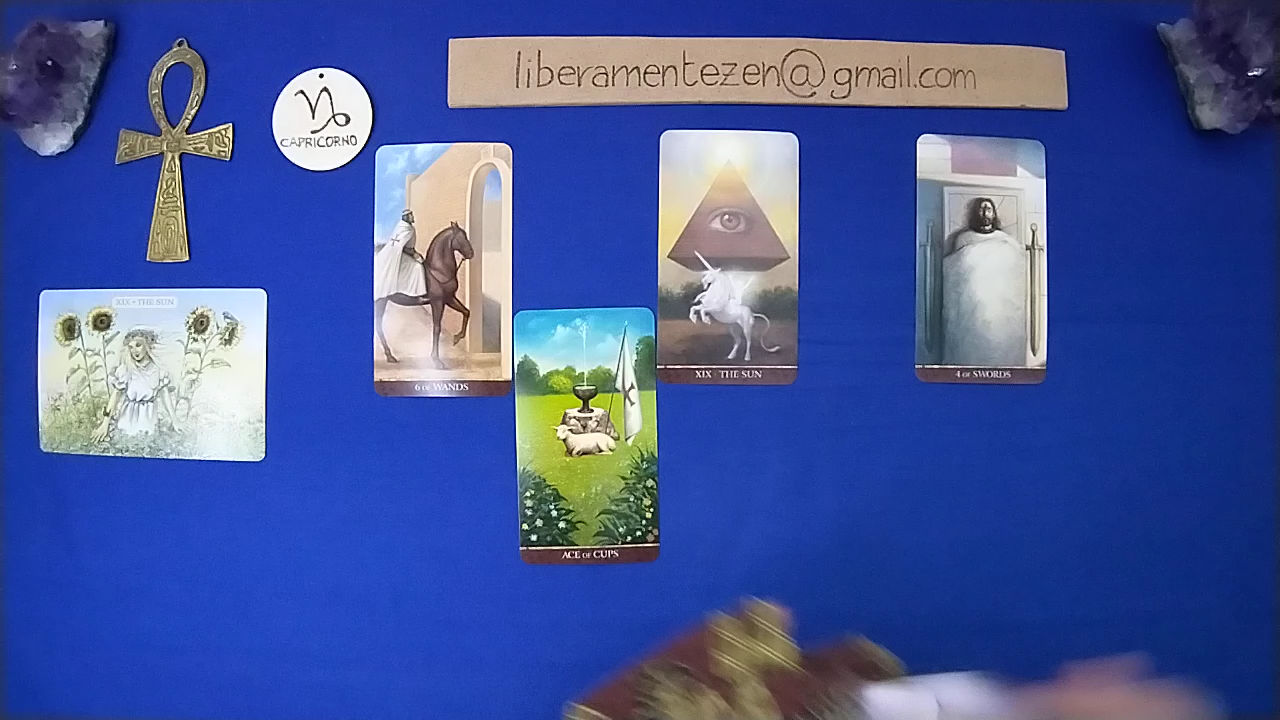 liberamentezen@gmail.com
CAPRICORNO
XIX • THE SUN
6 OF WANDS
XIX THE SUN
4 OF SWORDS
ACE OF CUPS